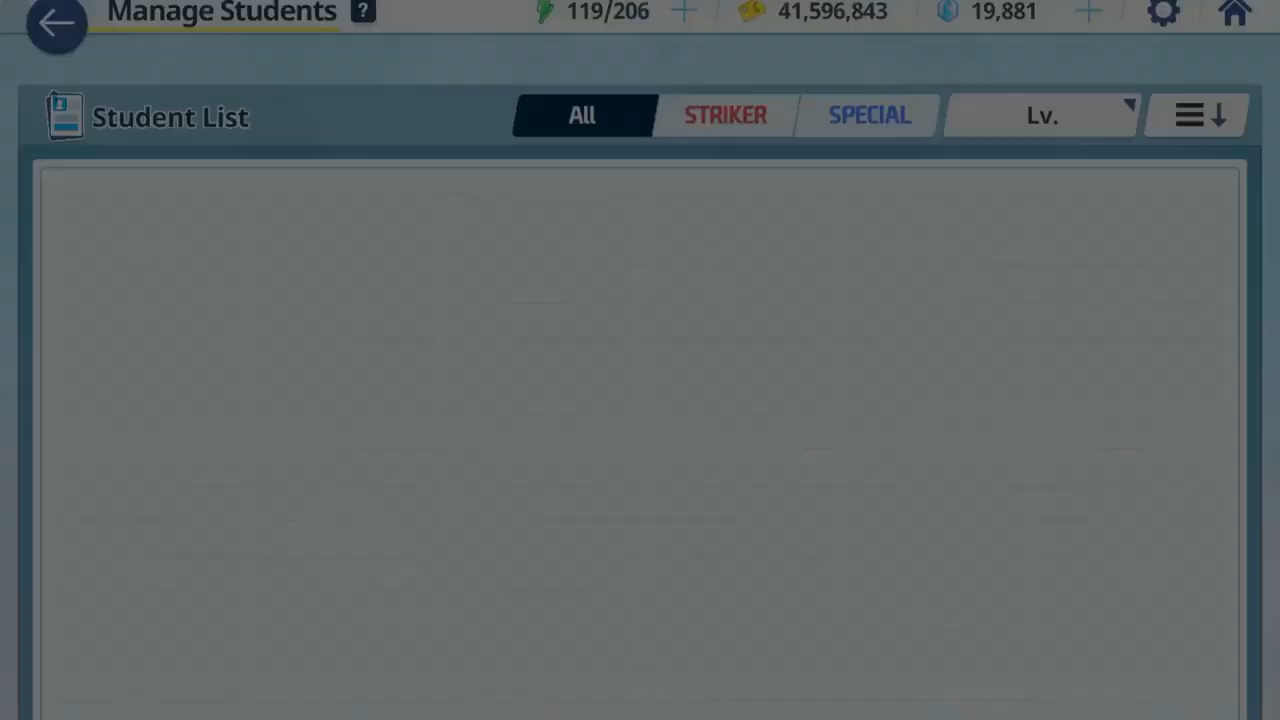 Manage Students ? 119/206 41,596,843 19,881
Student List All STRIKER SPECIAL Lv.